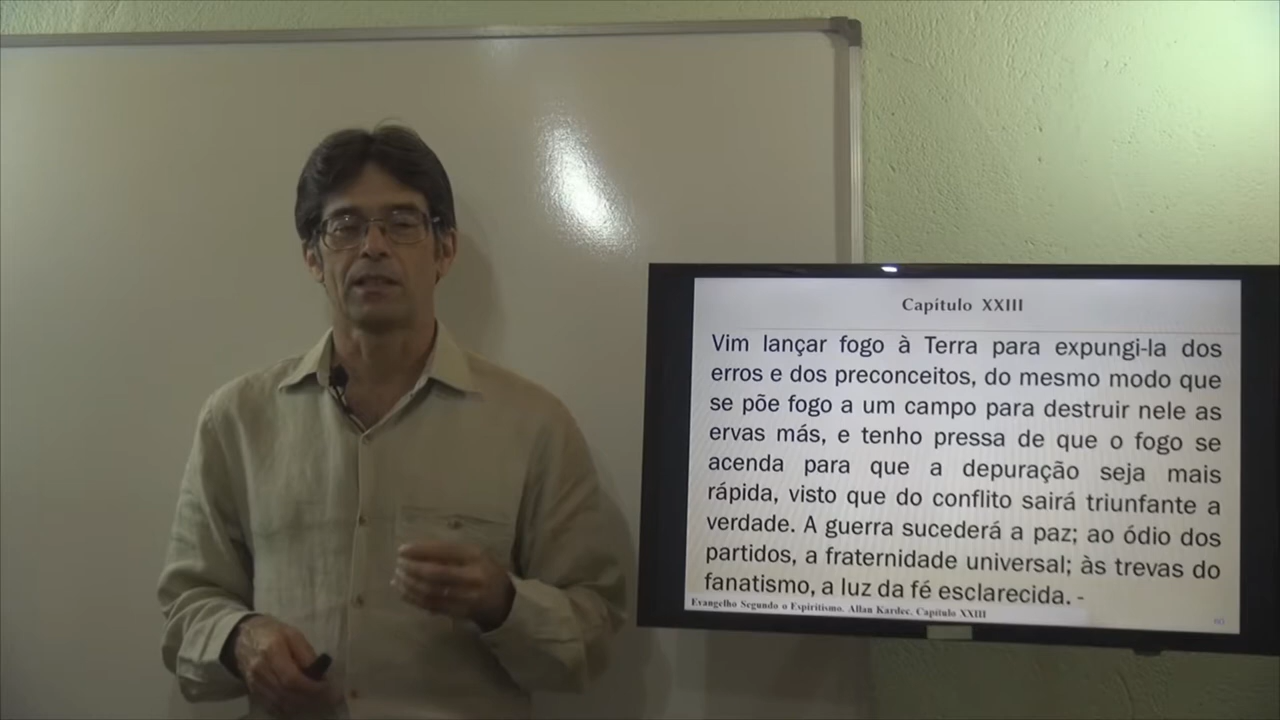 Capítulo XXIII
Vim lançar fogo à Terra para expungi-la dos
erros e dos preconceitos, do mesmo modo que
se põe fogo a um campo para destruir nele as
ervas más, e tenho pressa de que o fogo se
acenda para que a depuração seja mais
rápida, visto que do conflito sairá triunfante a
verdade. A guerra sucederá a paz; ao ódio dos
partidos, a fraternidade universal; às trevas do
fanatismo, a luz da fé esclarecida. -
Evangelho Segundo o Espiritismo. Allan Kardec. Capítulo XXIII
60